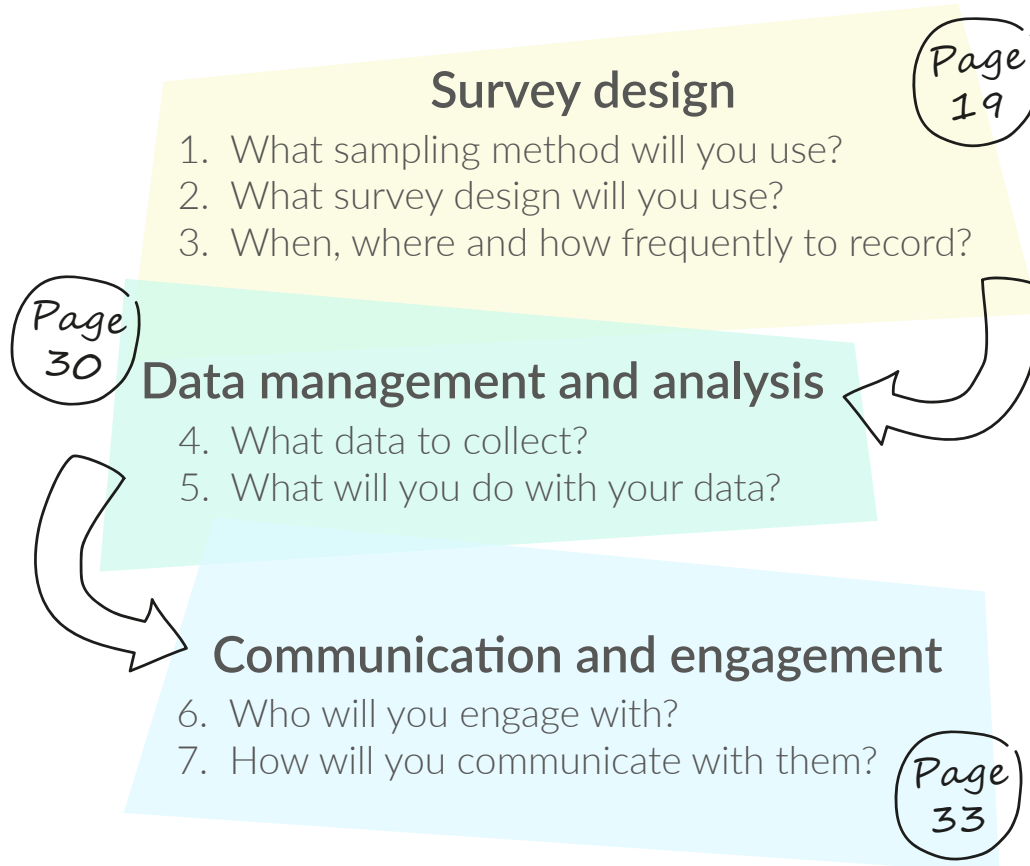 Survey design
Page
19
1. What sampling method will you use?
2. What survey design will you use?
3. When, where and how frequently to record?
Page
30
Data management and analysis
4. What data to collect?
5. What will you do with your data?
Communication and engagement
6. Who will you engage with?
7. How will you communicate with them?
Page
33